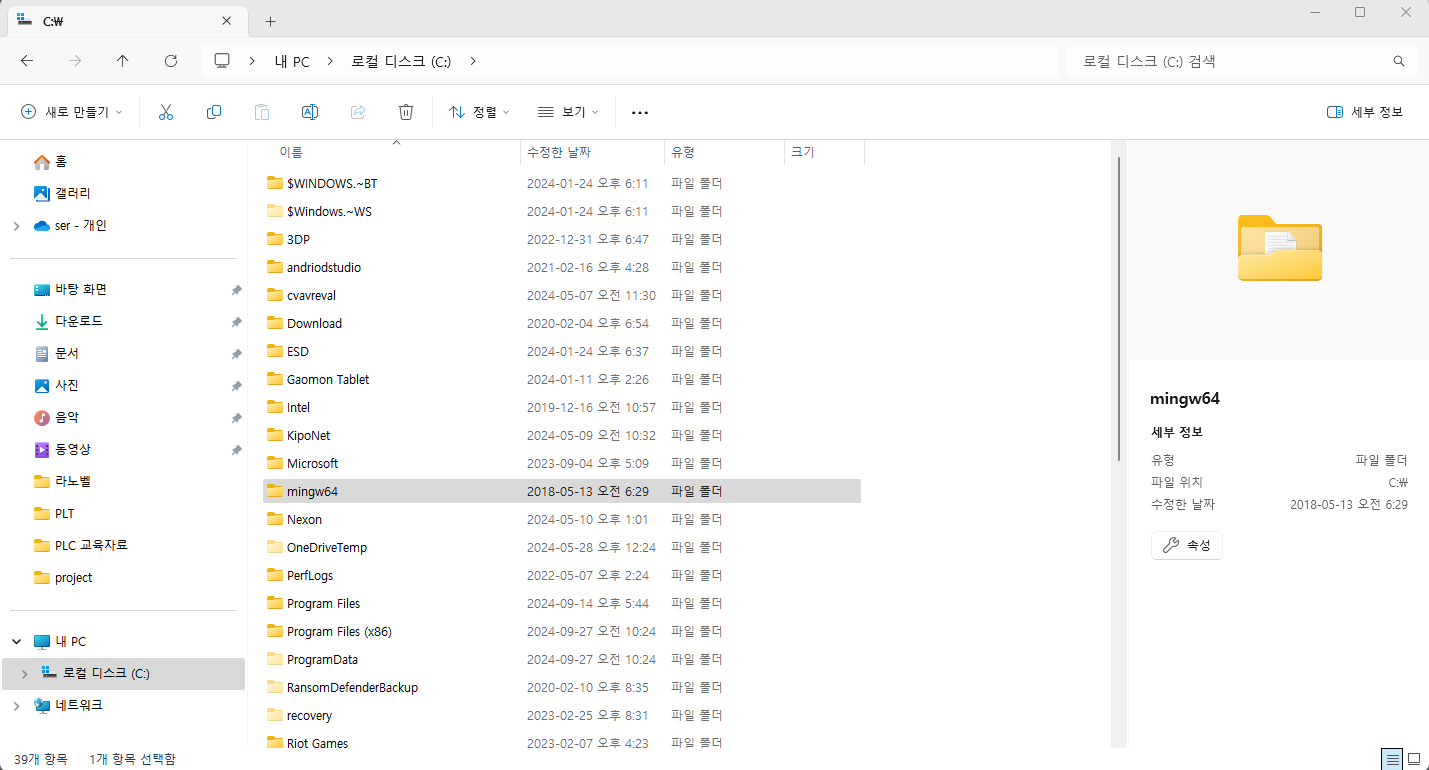 C:₩
내 PC
로컬 디스크 (C:)
로컬 디스크 (C:) 검색
새로 만들기
정렬
보기
세부 정보
홈
갤러리
ser - 개인
바탕 화면
다운로드
문서
사진
음악
동영상
라노벨
PLT
PLC 교육자료
project
내 PC
로컬 디스크 (C:)
네트워크
이름 수정한 날짜 유형 크기
$WINDOWS.~BT 2024-01-24 오후 6:11 파일 폴더
$Windows.~WS 2024-01-24 오후 6:11 파일 폴더
3DP 2022-12-31 오후 6:47 파일 폴더
andriodstudio 2021-02-16 오후 4:28 파일 폴더
cvavreval 2024-05-07 오전 11:30 파일 폴더
Download 2020-02-04 오후 6:54 파일 폴더
ESD 2024-01-24 오후 6:37 파일 폴더
Gaomon Tablet 2024-01-11 오후 2:26 파일 폴더
Intel 2019-12-16 오전 10:57 파일 폴더
KipoNet 2024-05-09 오전 10:32 파일 폴더
Microsoft 2023-09-04 오후 5:09 파일 폴더
mingw64 2018-05-13 오전 6:29 파일 폴더
Nexon 2024-05-10 오후 1:01 파일 폴더
OneDriveTemp 2024-05-28 오후 12:24 파일 폴더
PerfLogs 2022-05-07 오후 2:24 파일 폴더
Program Files 2024-09-14 오후 5:44 파일 폴더
Program Files (x86) 2024-09-27 오전 10:24 파일 폴더
ProgramData 2024-09-27 오전 10:24 파일 폴더
RansomDefenderBackup 2020-02-10 오후 8:35 파일 폴더
recovery 2023-02-25 오후 8:31 파일 폴더
Riot Games 2023-02-07 오후 4:23 파일 폴더
mingw64
세부 정보
유형 파일 폴더
파일 위치 C:₩
수정한 날짜 2018-05-13 오전 6:29
속성
39개 항목 1개 항목 선택함